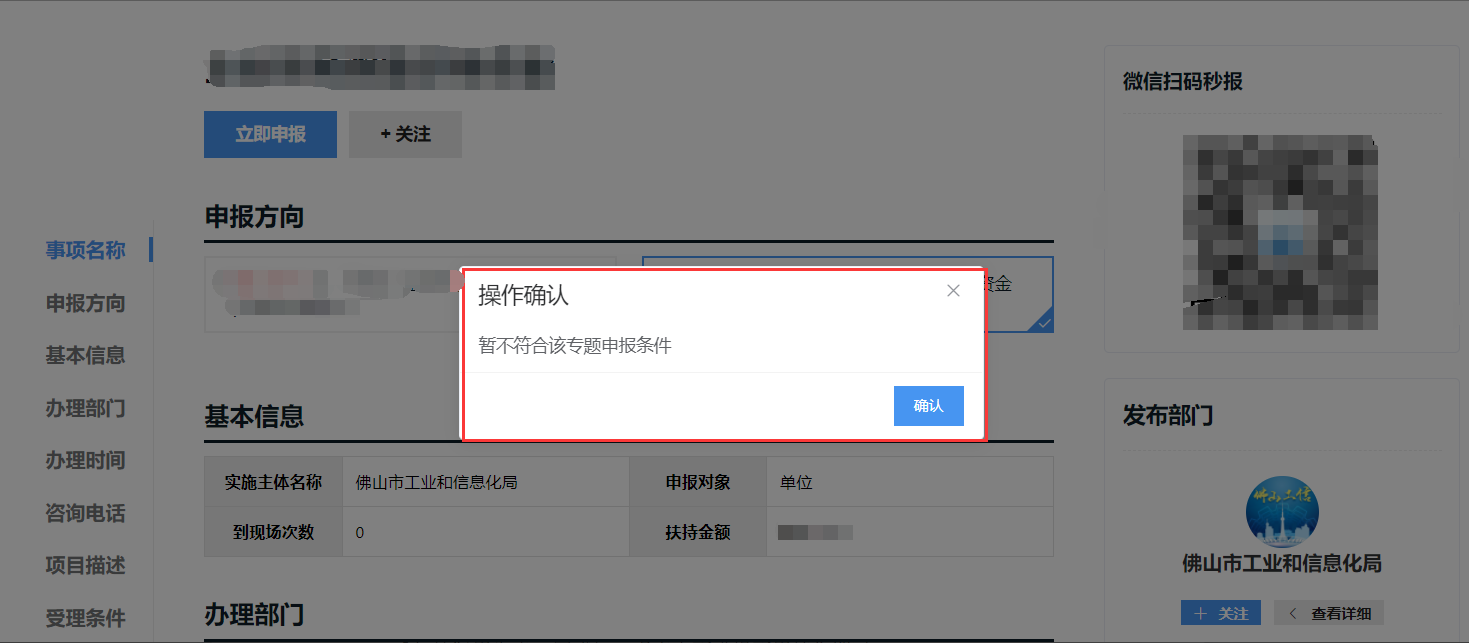 立即申报
+ 关注
申报方向
事项名称
申报方向
基本信息
办理部门
办理时间
咨询电话
项目描述
受理条件
资金
操作确认
暂不符合该专题申报条件
确认
基本信息
实施主体名称 佛山市工业和信息化局 申报对象 单位
到现场次数 0 扶持金额
办理部门
微信扫码秒报
发布部门
佛山工信
佛山市工业和信息化局
+ 关注
< 查看详细